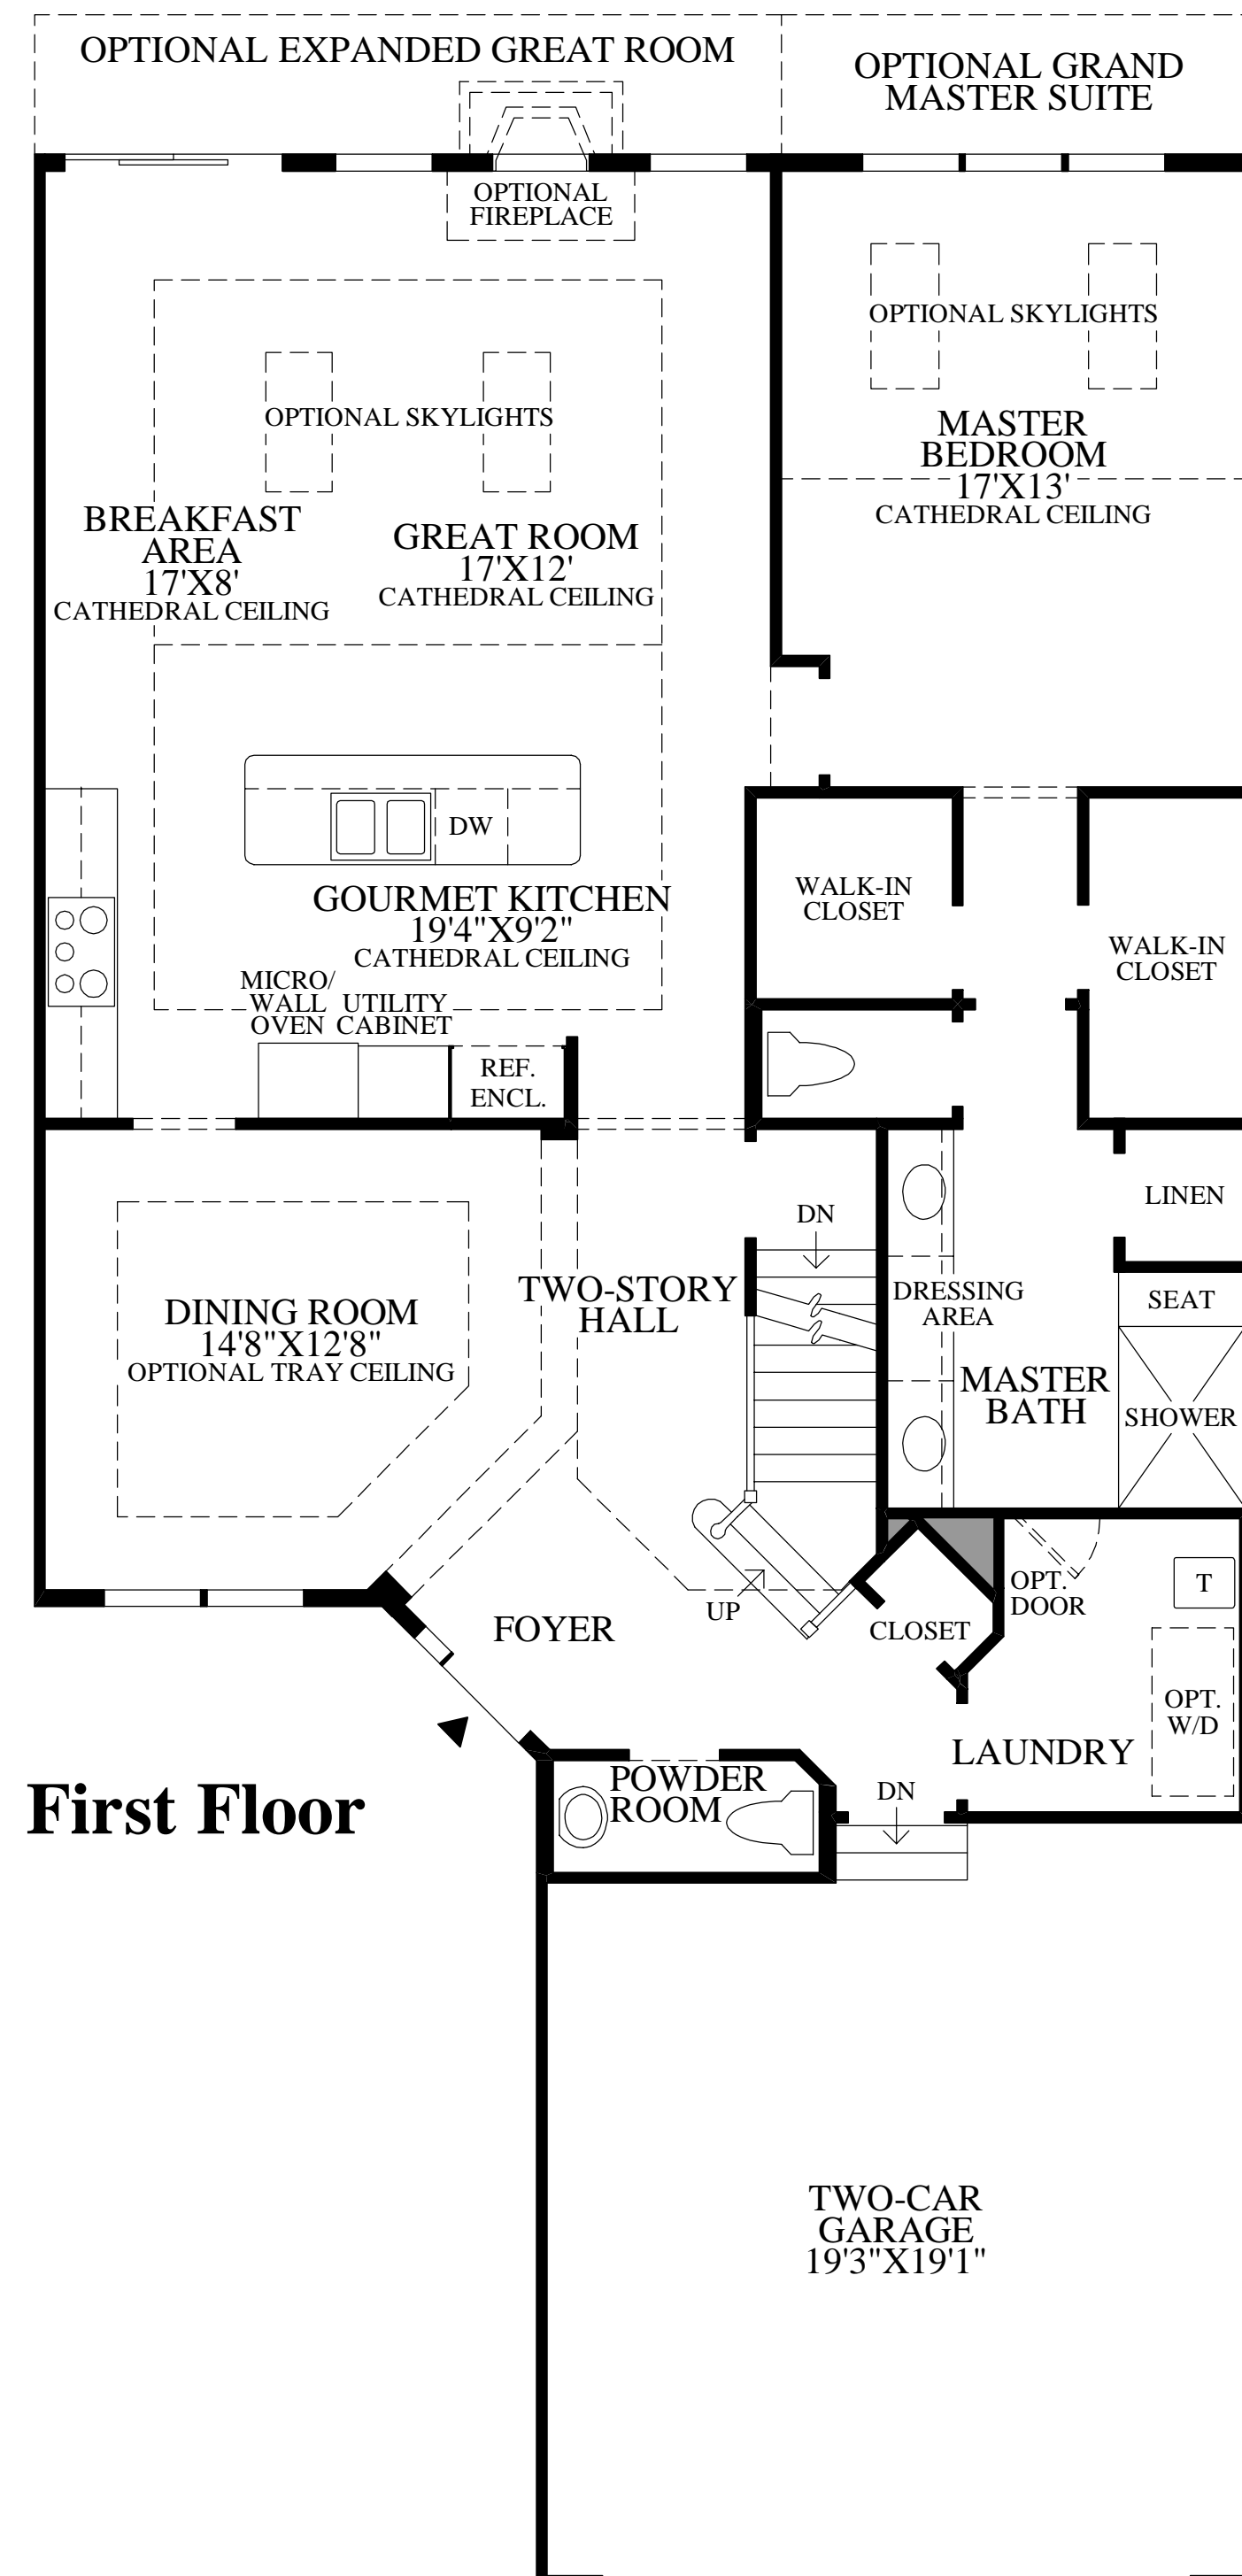 OPTIONAL EXPANDED GREAT ROOM
OPTIONAL GRAND
MASTER SUITE
OPTIONAL
FIREPLACE
OPTIONAL SKYLIGHTS
OPTIONAL SKYLIGHTS
MASTER
BEDROOM
17'X13'
CATHEDRAL CEILING
BREAKFAST
AREA
17'X8'
CATHEDRAL CEILING
GREAT ROOM
17'X12'
CATHEDRAL CEILING
DW
GOURMET KITCHEN
19'4"X9'2"
CATHEDRAL CEILING
WALK-IN
CLOSET
WALK-IN
CLOSET
MICRO/
WALL UTILITY
OVEN CABINET
REF.
ENCL.
LINEN
DN
DRESSING
AREA
SEAT
TWO-STORY
HALL
DINING ROOM
14'8"X12'8"
OPTIONAL TRAY CEILING
MASTER
BATH
SHOWER
OPT.
DOOR
T
UP
FOYER
CLOSET
OPT.
W/D
LAUNDRY
POWDER
ROOM
DN
First Floor
TWO-CAR
GARAGE
19'3"X19'1"